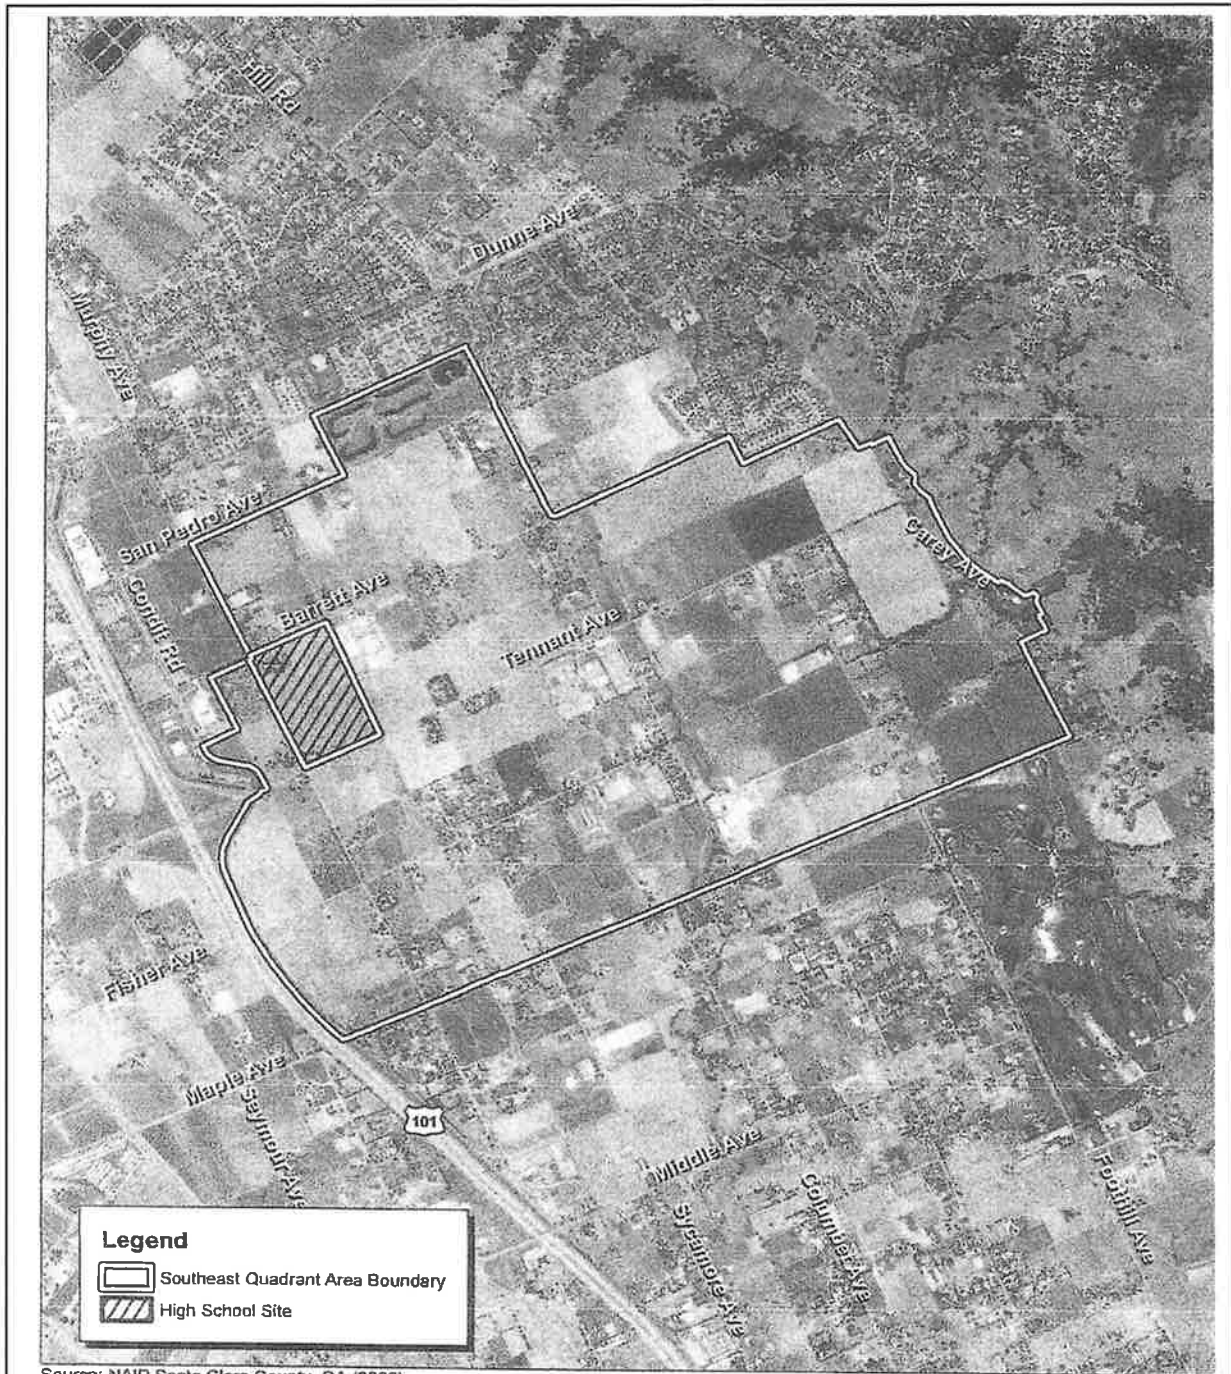 Hill Rd
Dunne Ave
Murphy Ave
San Pedro Ave
Condit Rd
Barrett Ave
Tennant Ave
Carey Ave
Fisher Ave
Maple Ave
Seymour Ave
101
Middle Ave
Sycamore Ave
Columbet Ave
Foothill Ave
Legend
Southeast Quadrant Area Boundary
High School Site